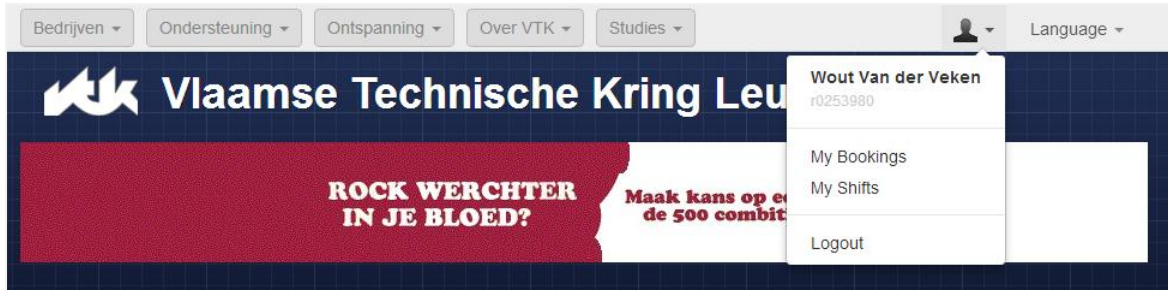 Bedrijven
Ondersteuning
Ontspanning
Over VTK
Studies
Language
vtk
Vlaamse Technische Kring Leu
Wout Van der Veken
r0253980
My Bookings
My Shifts
Logout
ROCK WERCHTER
IN JE BLOED?
Maak kans op
de 500